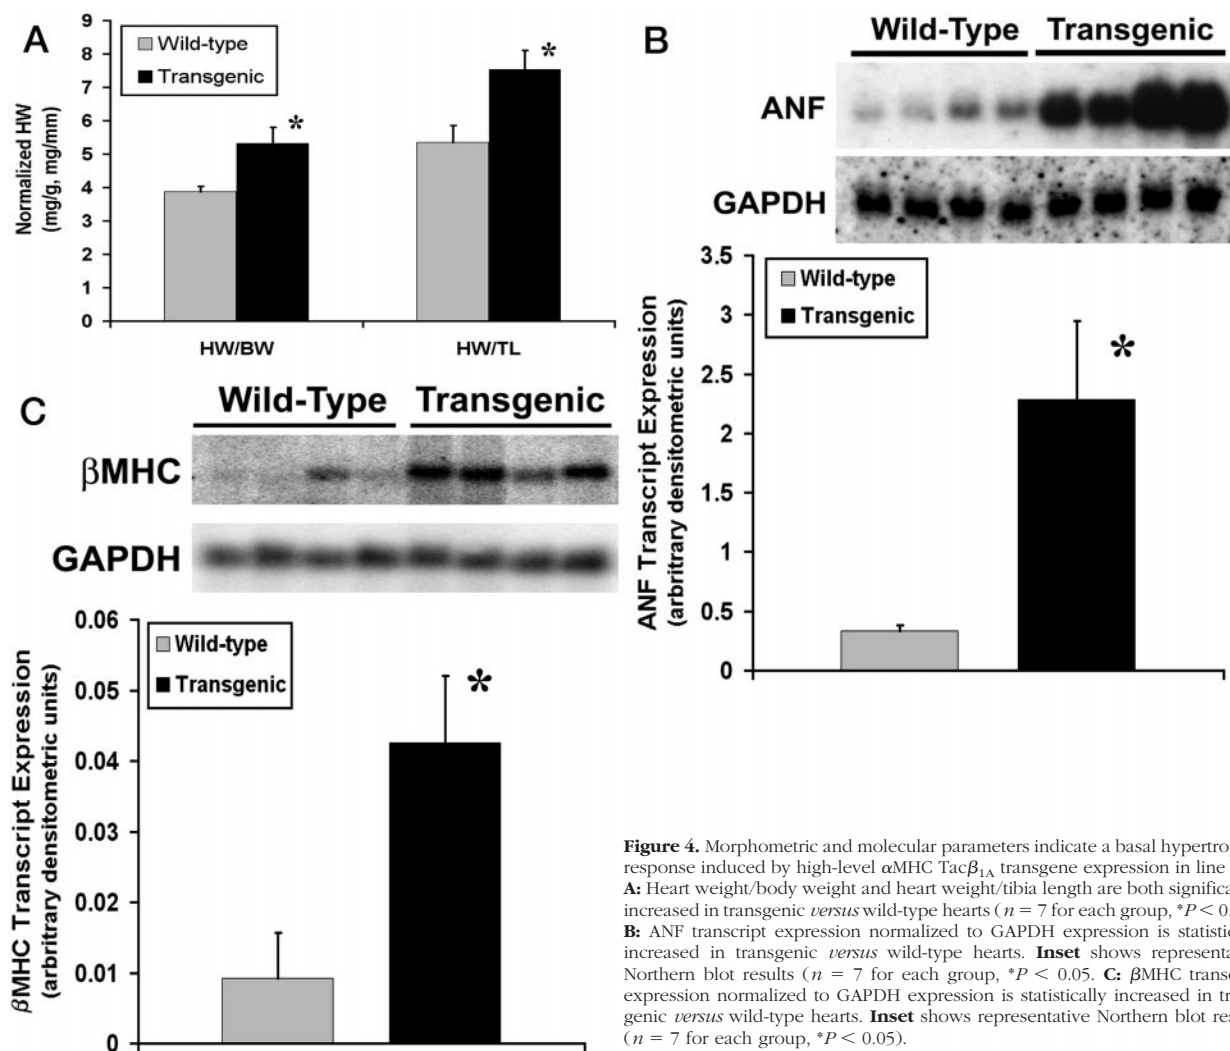 A
Normalized HW
(mg/g, mg/mm)
9
8
7
6
5
4
3
2
1
0
Wild-type
Transgenic
*
*
HW/BW
HW/TL
B
Wild-Type Transgenic
ANF
GAPDH
ANF Transcript Expression
(arbritrary densitometric units)
3.5
3
2.5
2
1.5
1
0.5
0
Wild-type
Transgenic
*
C
Wild-Type Transgenic
βMHC
GAPDH
βMHC Transcript Expression
(arbritrary densitometric units)
0.06
0.05
0.04
0.03
0.02
0.01
0
Wild-type
Transgenic
*
Figure 4. Morphometric and molecular parameters indicate a basal hypertro
response induced by high-level αMHC Tacβ1A transgene expression in line
A: Heart weight/body weight and heart weight/tibia length are both significa
increased in transgenic versus wild-type hearts (n = 7 for each group, *P < 0.
B: ANF transcript expression normalized to GAPDH expression is statistic
increased in transgenic versus wild-type hearts. Inset shows representa
Northern blot results (n = 7 for each group, *P < 0.05. C: βMHC transc
expression normalized to GAPDH expression is statistically increased in tr
genic versus wild-type hearts. Inset shows representative Northern blot res
(n = 7 for each group, *P < 0.05).